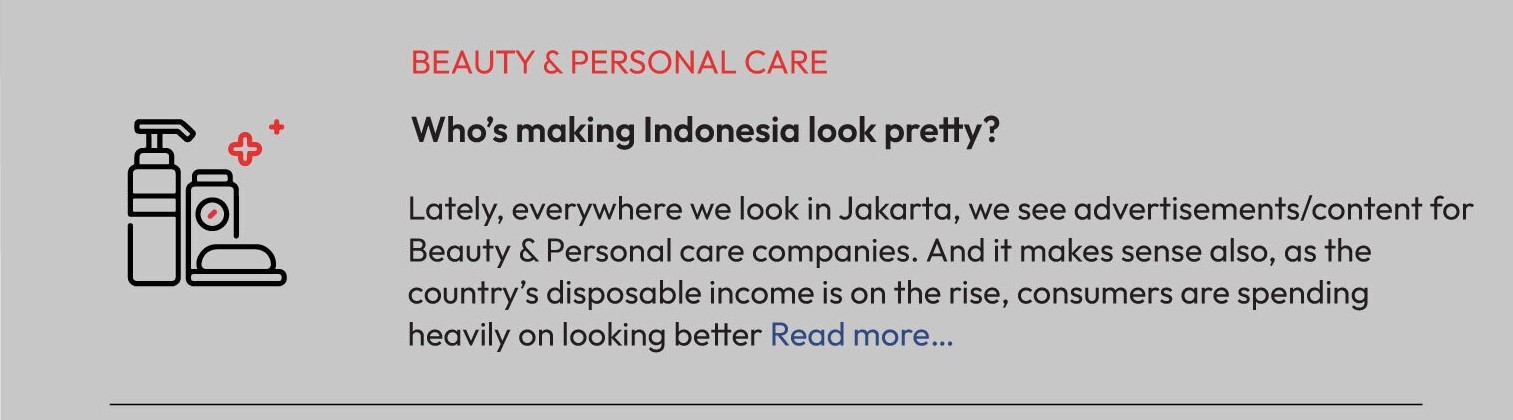 BEAUTY & PERSONAL CARE
Who's making Indonesia look pretty?
Lately, everywhere we look in Jakarta, we see advertisements/content for
Beauty & Personal care companies. And it makes sense also, as the
country's disposable income is on the rise, consumers are spending
heavily on looking better Read more...